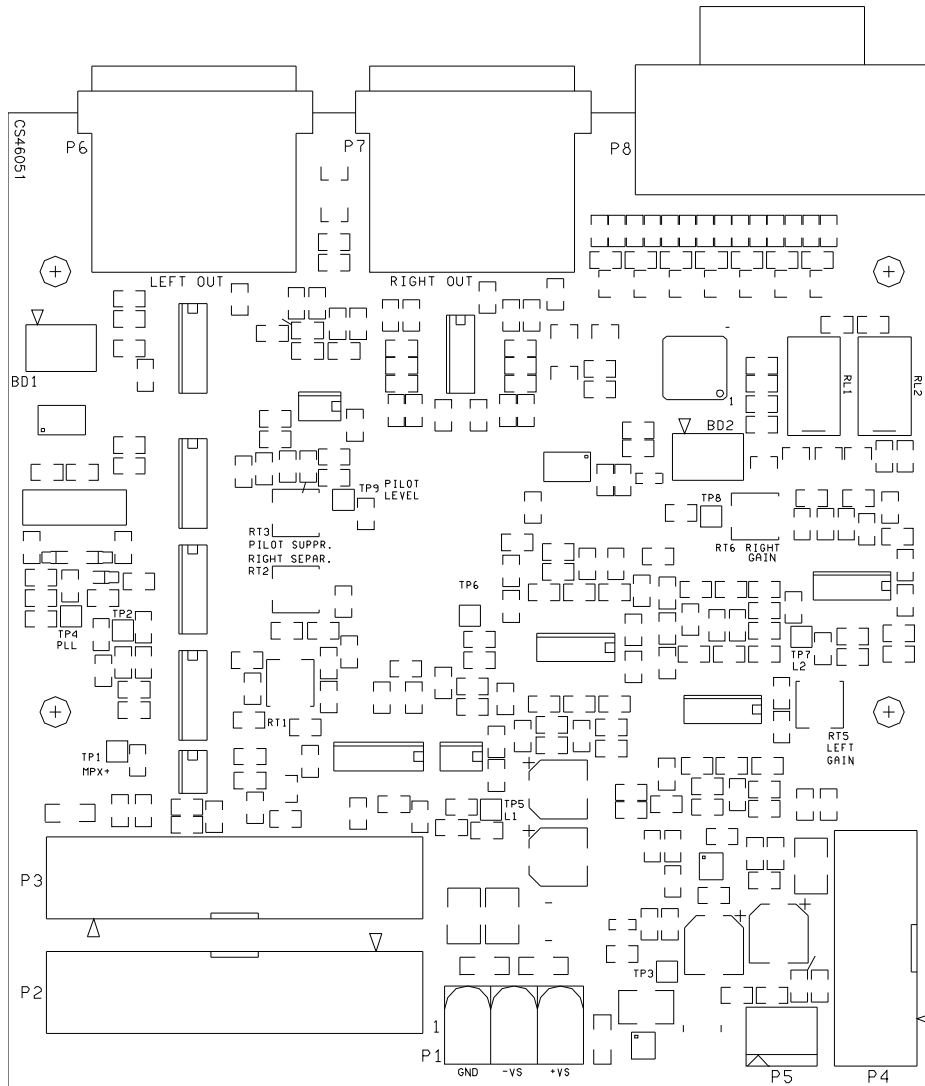 CS46051
P6
P7
P8
LEFT OUT
RIGHT OUT
BD1
RL1
RL2
1
BD2
TP9
PILOT
LEVEL
TP8
RT3
PILOT SUPPR.
RIGHT SEPAR.
RT2
RT6 RIGHT
GAIN
TP6
TP4
PLL
TP2
TP7
L2
RT1
RT5
LEFT
GAIN
TP1
MPX+
+
TP5
L1
+
P3
+
+
P2
TP3
1
P1
GND
-VS
+VS
P5
P4